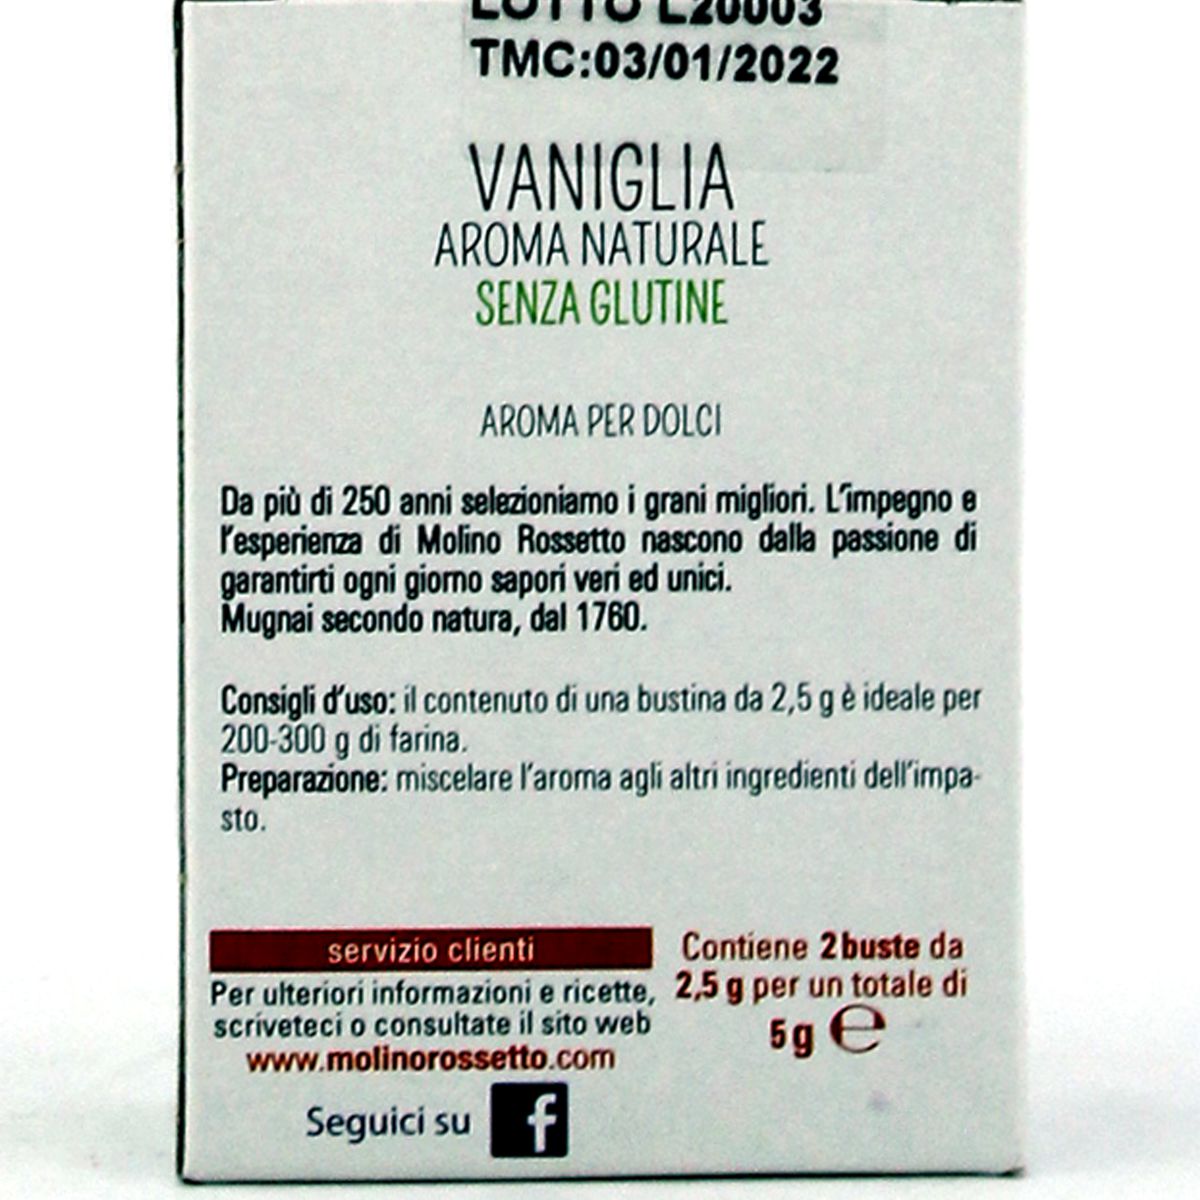 LOTTO L20003
TMC:03/01/2022
VANIGLIA
AROMA NATURALE
SENZA GLUTINE
AROMA PER DOLCI
Da più di 250 anni selezioniamo i grani migliori. L'impegno e
l'esperienza di Molino Rossetto nascono dalla passione di
garantirti ogni giorno sapori veri ed unici.
Mugnai secondo natura, dal 1760.
Consigli d'uso: il contenuto di una bustina da 2,5 g è ideale per
200-300 g di farina.
Preparazione: miscelare l'aroma agli altri ingredienti dell'impa-
sto.
servizio clienti
Per ulteriori informazioni e ricette,
scriveteci o consultate il sito web
www.molinorossetto.com
Seguici su f
Contiene 2 buste da
2,5 g per un totale di
5 g ℮